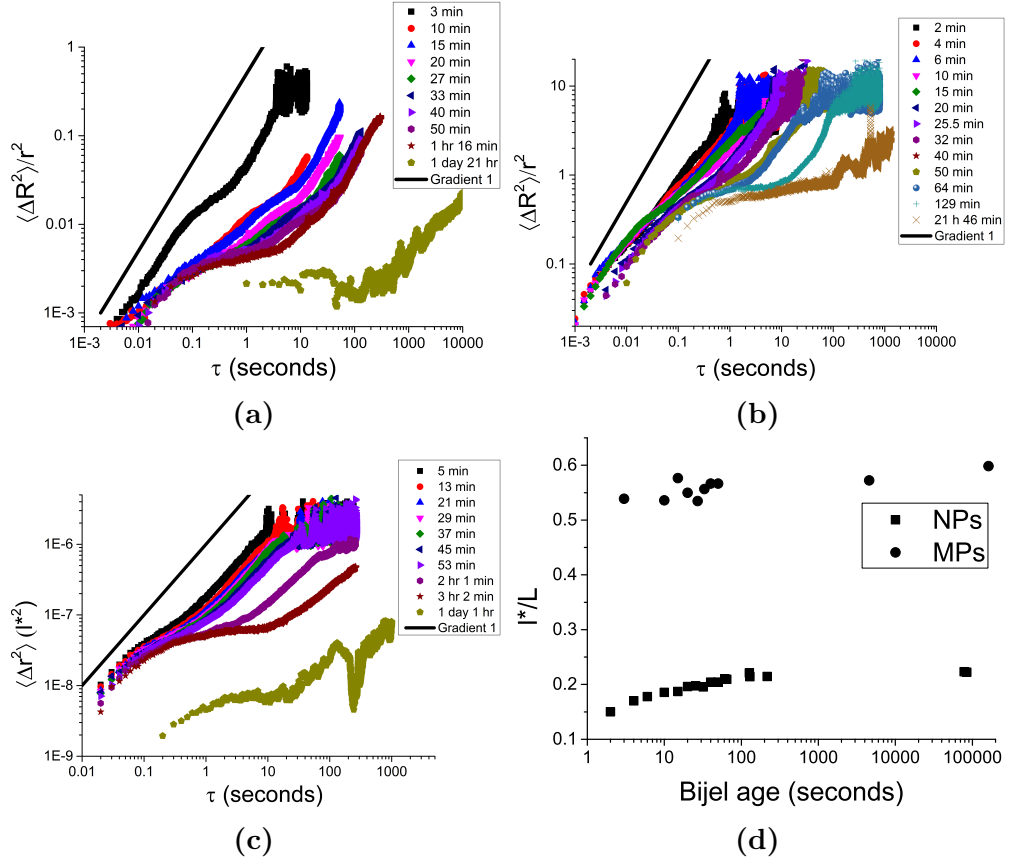 3 min
10 min
15 min
20 min
27 min
33 min
40 min
50 min
1 hr 16 min
1 day 21 hr
Gradient 1
⟨ΔR²⟩/r²
1
0.1
0.01
1E-3
1E-3 0.01 0.1 1 10 100 1000 10000
τ (seconds)
(a)
2 min
4 min
6 min
10 min
15 min
20 min
25.5 min
32 min
40 min
50 min
64 min
129 min
21 h 46 min
Gradient 1
⟨ΔR²⟩/r²
10
1
0.1
1E-3 0.01 0.1 1 10 100 1000 10000
τ (seconds)
(b)
5 min
13 min
21 min
29 min
37 min
45 min
53 min
2 hr 1 min
3 hr 2 min
1 day 1 hr
Gradient 1
⟨Δr²⟩ (l*²)
1E-6
1E-7
1E-8
1E-9
0.01 0.1 1 10 100 1000
τ (seconds)
(c)
l*/L
0.6
0.5
0.4
0.3
0.2
0.1
NPs
MPs
1 10 100 1000 10000 100000
Bijel age (seconds)
(d)